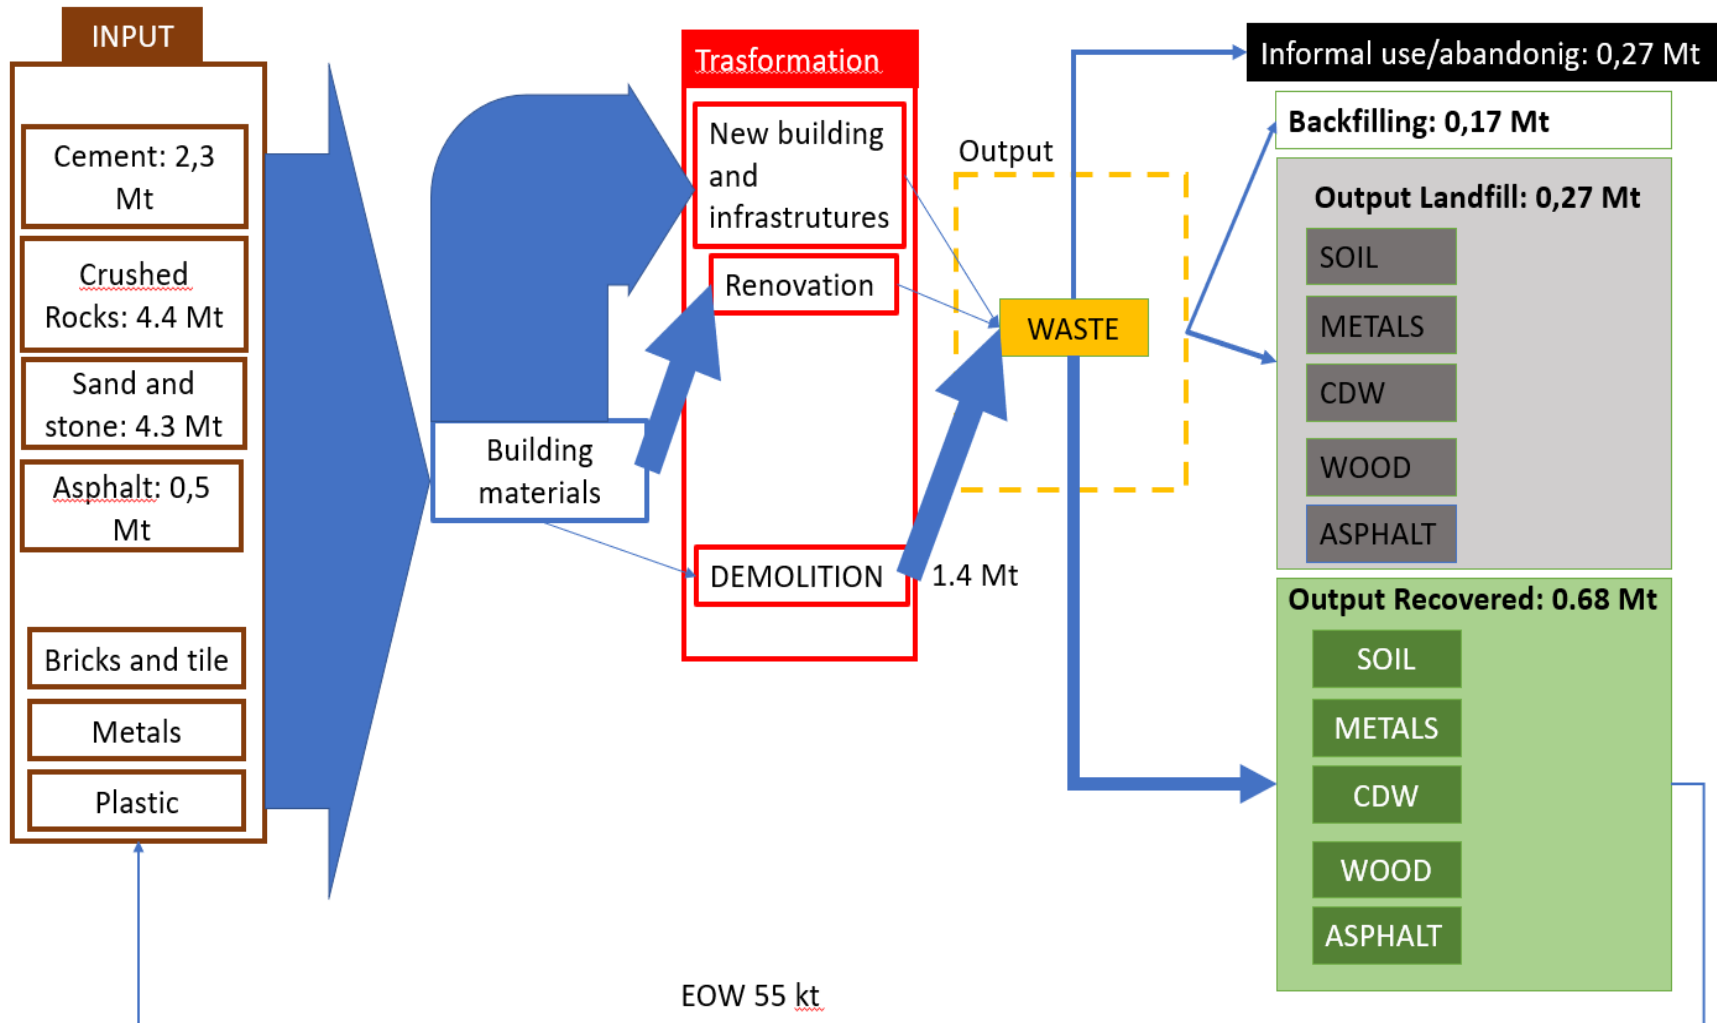 INPUT
Cement: 2,3
Mt
Crushed
Rocks: 4.4 Mt
Sand and
stone: 4.3 Mt
Asphalt: 0,5
Mt
Bricks and tile
Metals
Plastic
Building
materials
Trasformation
New building
and
infrastrutures
Renovation
DEMOLITION
1.4 Mt
Output
WASTE
Informal use/abandonig: 0,27 Mt
Backfilling: 0,17 Mt
Output Landfill: 0,27 Mt
SOIL
METALS
CDW
WOOD
ASPHALT
Output Recovered: 0.68 Mt
SOIL
METALS
CDW
WOOD
ASPHALT
EOW 55 kt